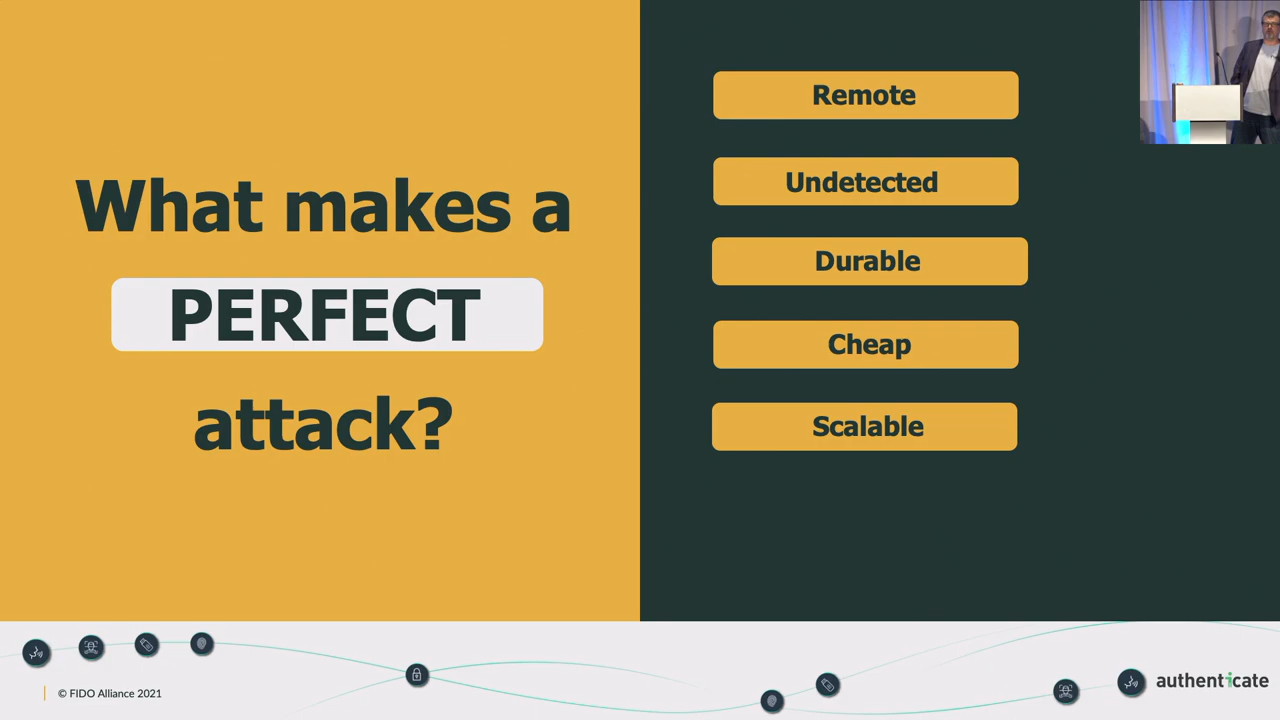 What makes a
PERFECT
attack?
Remote
Undetected
Durable
Cheap
Scalable
© FIDO Alliance 2021
authenticate